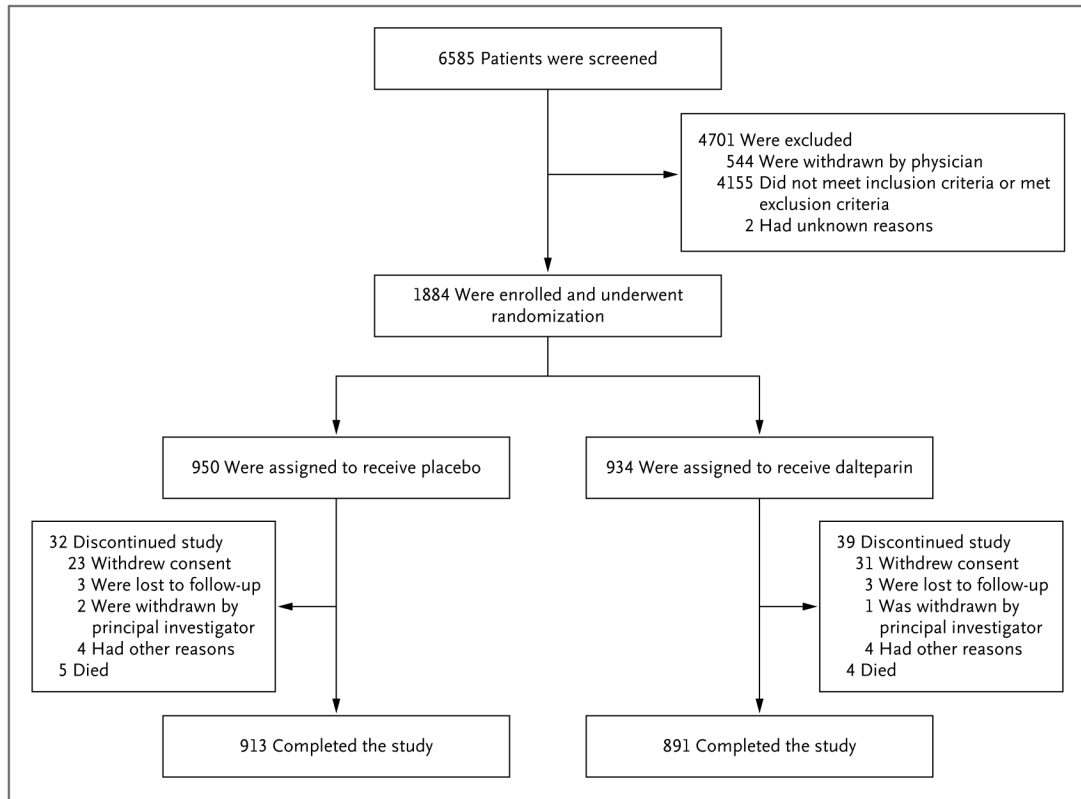 6585 Patients were screened
4701 Were excluded
544 Were withdrawn by physician
4155 Did not meet inclusion criteria or met
exclusion criteria
2 Had unknown reasons
1884 Were enrolled and underwent
randomization
950 Were assigned to receive placebo
934 Were assigned to receive dalteparin
32 Discontinued study
23 Withdrew consent
3 Were lost to follow-up
2 Were withdrawn by
principal investigator
4 Had other reasons
5 Died
39 Discontinued study
31 Withdrew consent
3 Were lost to follow-up
1 Was withdrawn by
principal investigator
4 Had other reasons
4 Died
913 Completed the study
891 Completed the study